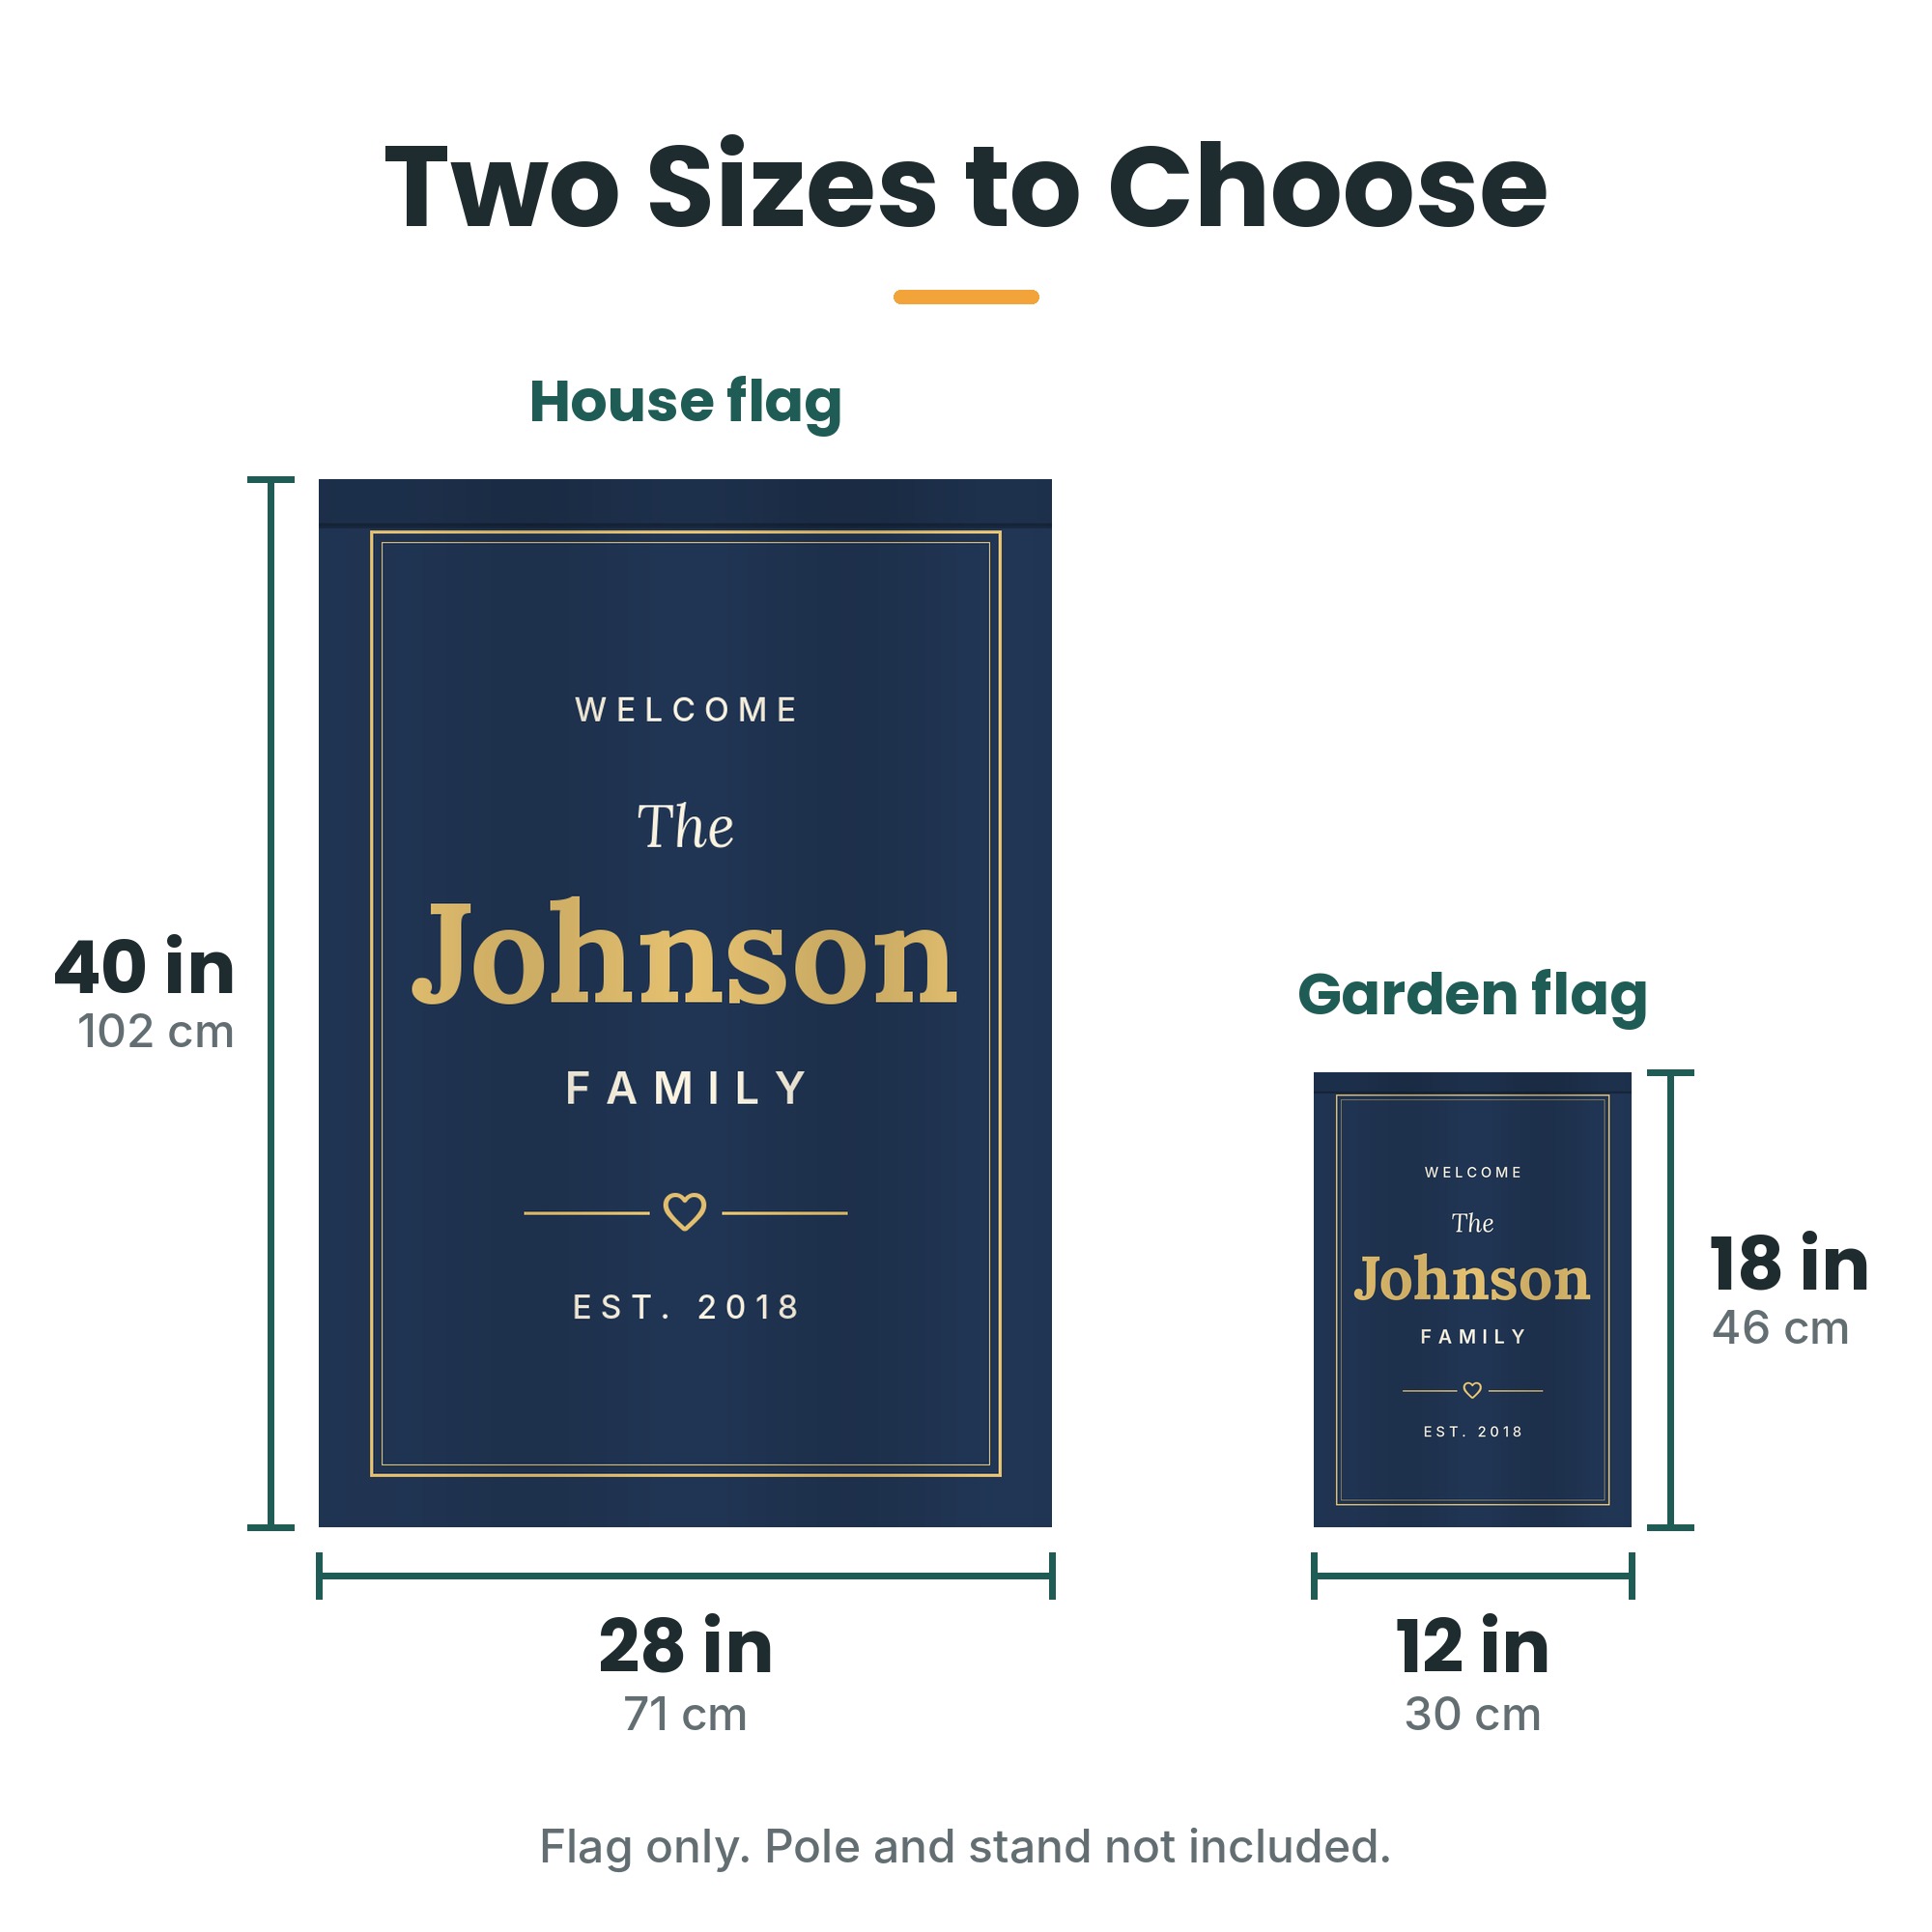 Two Sizes to Choose
House flag
WELCOME
The
Johnson
FAMILY
EST. 2018
40 in
102 cm
28 in
71 cm
Garden flag
WELCOME
The
Johnson
FAMILY
EST. 2018
18 in
46 cm
12 in
30 cm
Flag only. Pole and stand not included.